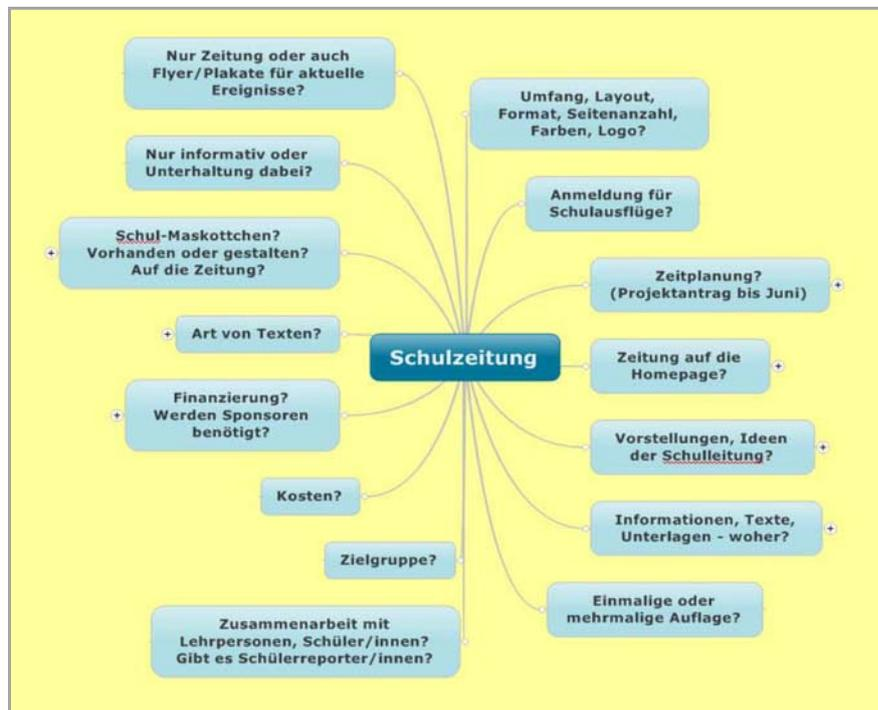 Nur Zeitung oder auch
Flyer/Plakate für aktuelle
Ereignisse?
Nur informativ oder
Unterhaltung dabei?
Schul-Maskottchen?
Vorhanden oder gestalten?
Auf die Zeitung?
Art von Texten?
Finanzierung?
Werden Sponsoren
benötigt?
Kosten?
Zielgruppe?
Zusammenarbeit mit
Lehrpersonen, Schüler/innen?
Gibt es Schülerreporter/innen?
Schulzeitung
Umfang, Layout,
Format, Seitenanzahl,
Farben, Logo?
Anmeldung für
Schulausflüge?
Zeitplanung?
(Projektantrag bis Juni)
Zeitung auf die
Homepage?
Vorstellungen, Ideen
der Schulleitung?
Informationen, Texte,
Unterlagen - woher?
Einmalige oder
mehrmalige Auflage?